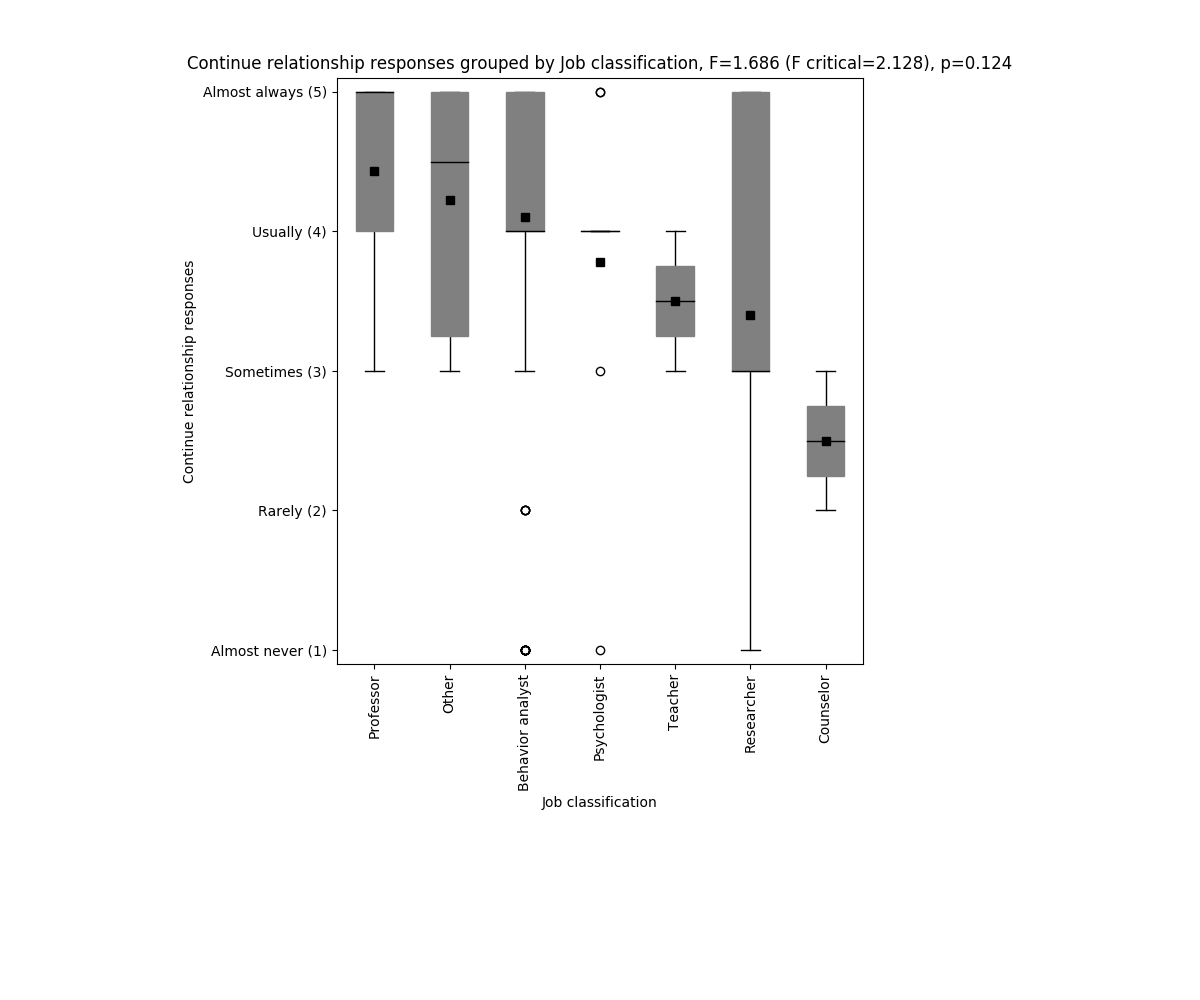 Continue relationship responses grouped by Job classification, F=1.686 (F critical=2.128), p=0.124
Almost always (5)
Usually (4)
Sometimes (3)
Rarely (2)
Almost never (1)
Continue relationship responses
Professor
Other
Behavior analyst
Psychologist
Teacher
Researcher
Counselor
Job classification